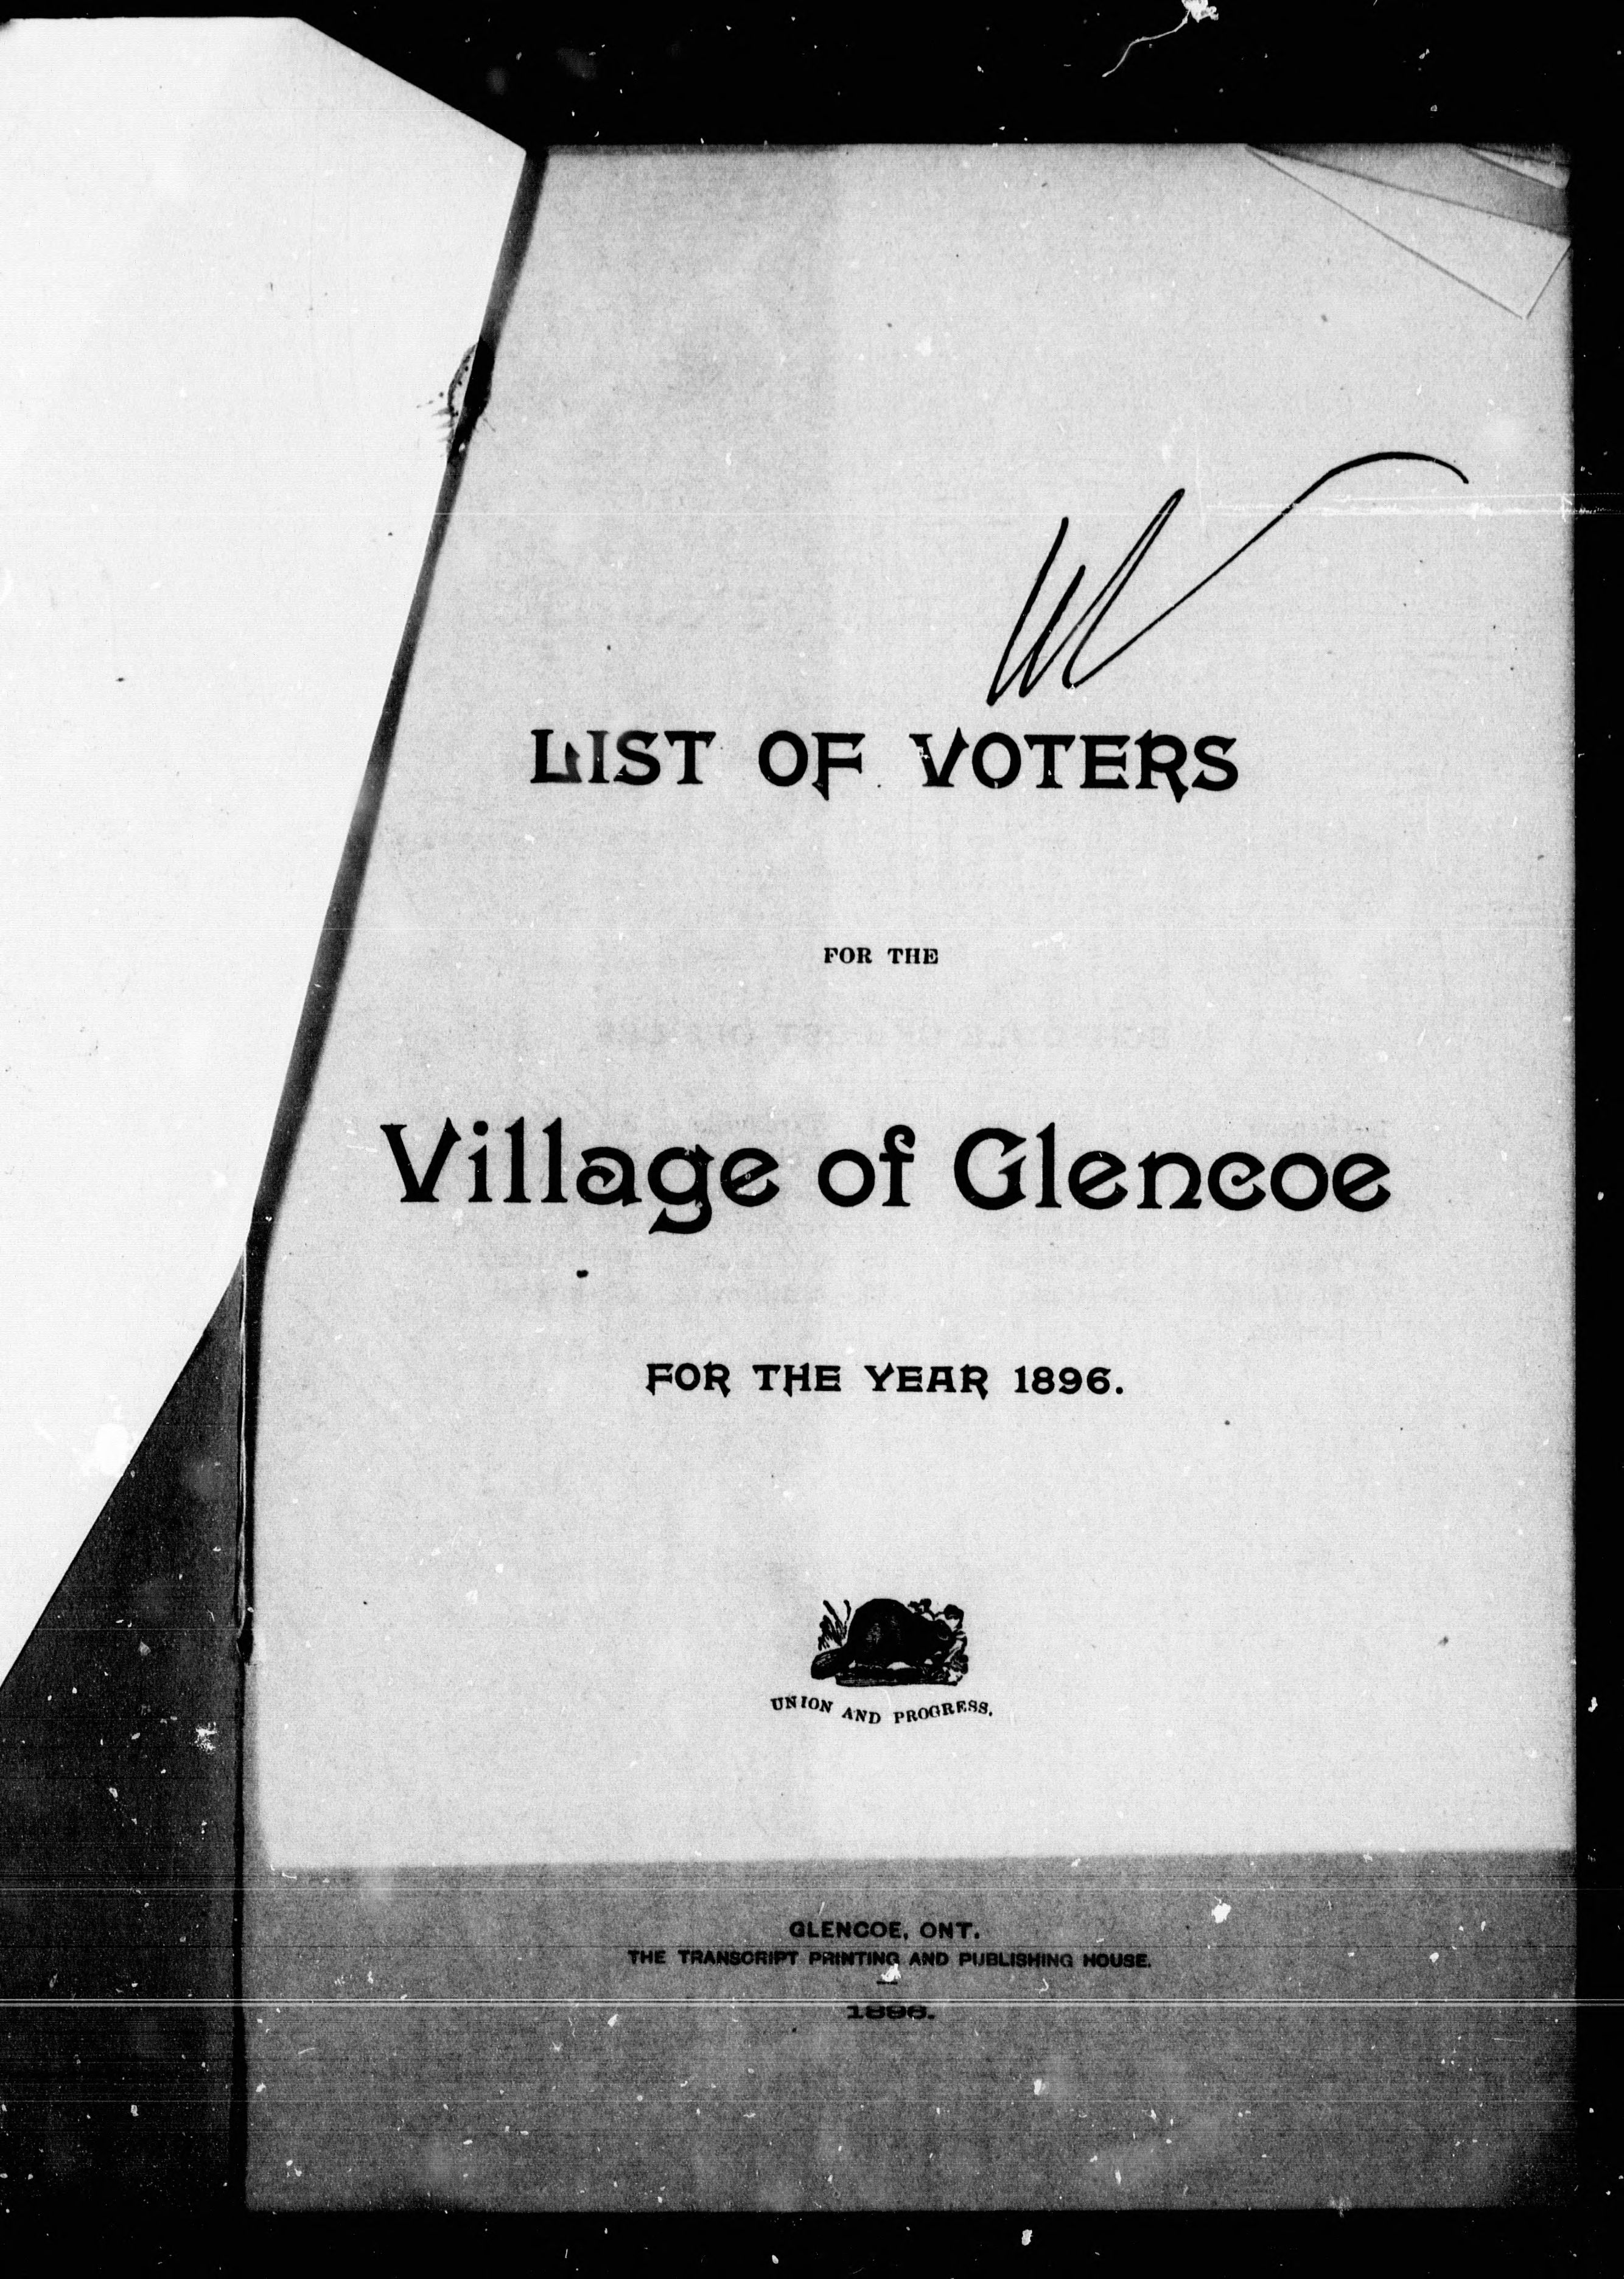 LIST OF VOTERS
FOR THE
Village of Glencoe
FOR THE YEAR 1896.
UNION AND PROGRESS.
GLENCOE, ONT.
THE TRANSCRIPT PRINTING AND PUBLISHING HOUSE.
1896.